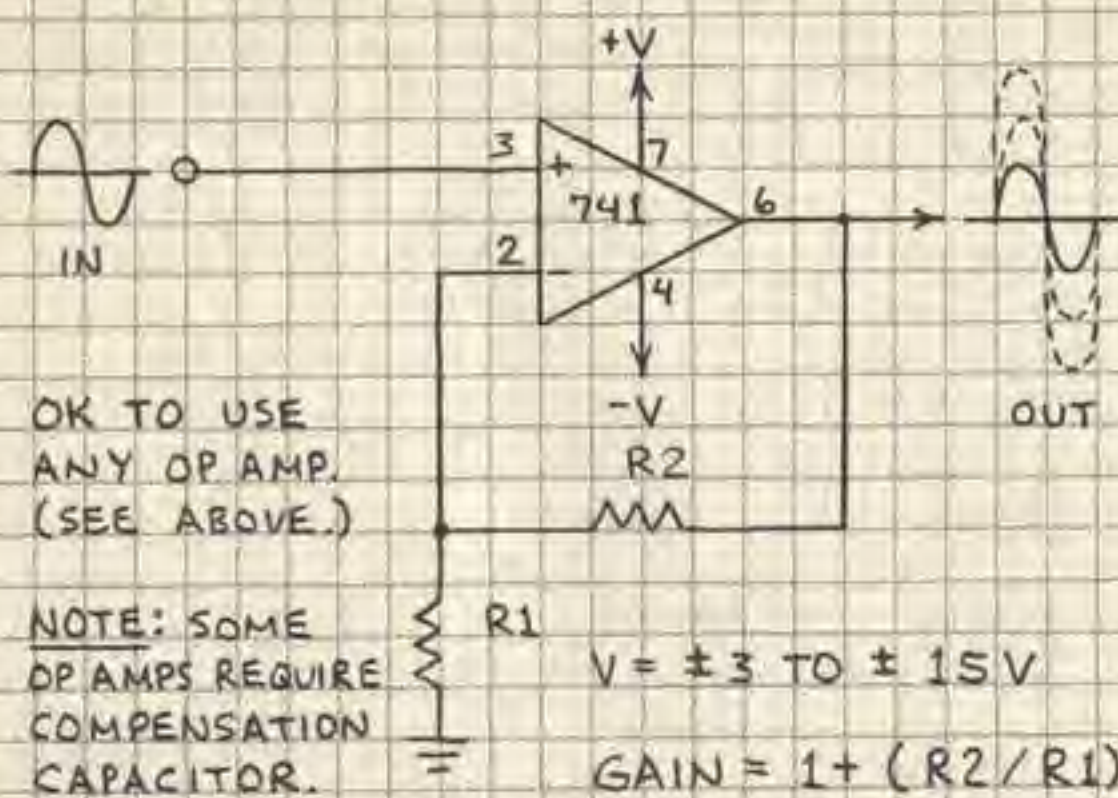 +V
3
+
7
741
6
IN
2
-
4
-V
OUT
R2
OK TO USE
ANY OP AMP.
(SEE ABOVE.)
R1
NOTE: SOME
OP AMPS REQUIRE
COMPENSATION
CAPACITOR.
V = ±3 TO ± 15 V
GAIN = 1+ (R2/R1)